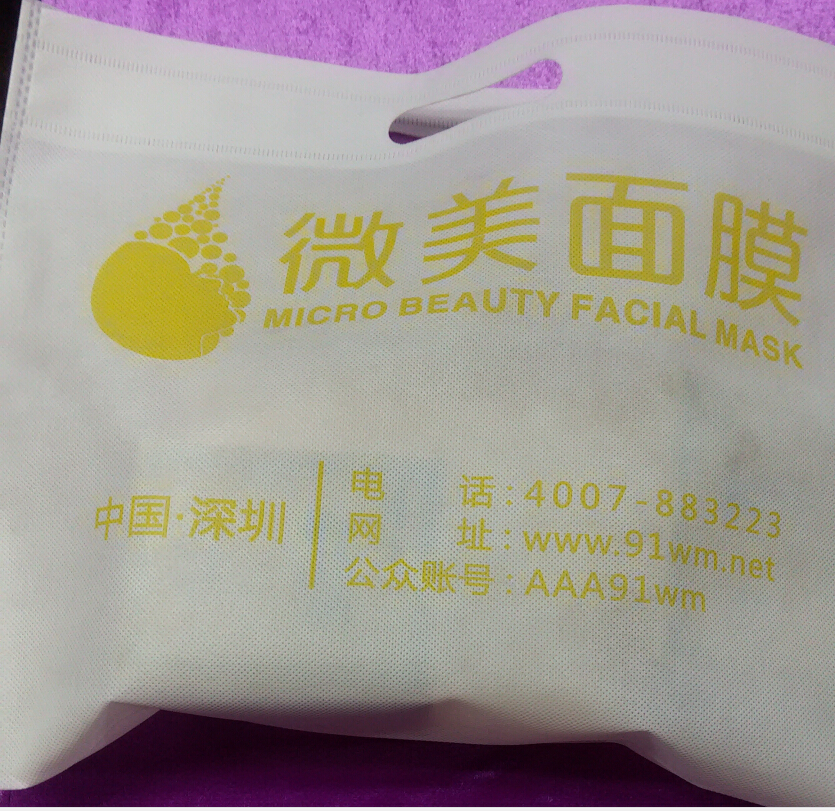 微美面膜
MICRO BEAUTY FACIAL MASK
中国·深圳
电 话:4007-883223
网 址:www.91wm.net
公众账号:AAA91wm